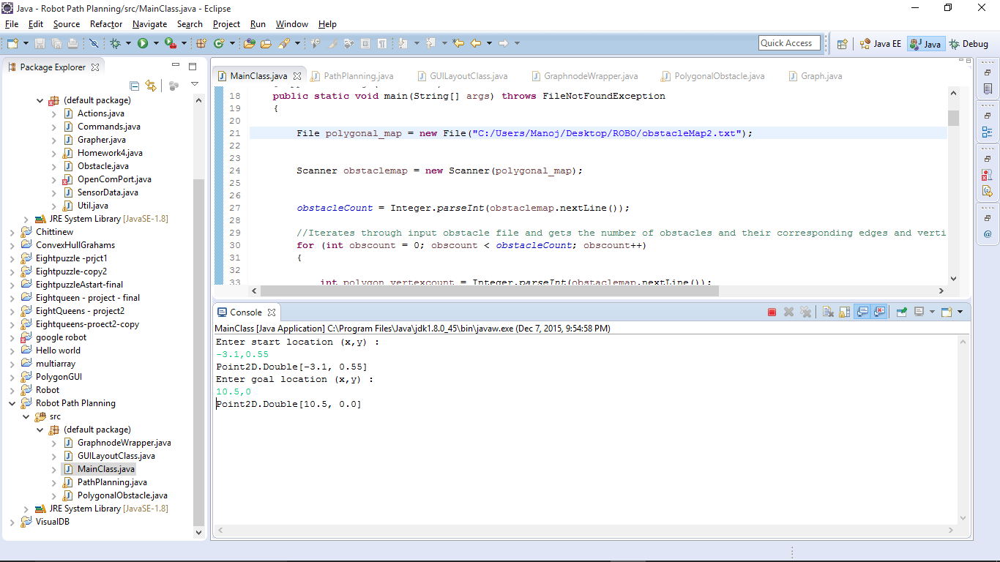 Java - Robot Path Planning/src/MainClass.java - Eclipse
File Edit Source Refactor Navigate Search Project Run Window Help
Quick Access Java EE Java Debug
Package Explorer
(default package)
Actions.java
Commands.java
Grapher.java
Homework4.java
Obstacle.java
OpenComPort.java
SensorData.java
Util.java
JRE System Library [JavaSE-1.8]
Chittinew
ConvexHullGrahams
Eightpuzzle -prjct1
Eightpuzzle-copy2
EightpuzzleAstart-final
Eightqueen - project - final
EightQueens - project2
Eightqueens-proect2-copy
google robot
Hello world
multiarray
PolygonGUI
Robot
Robot Path Planning
src
(default package)
GraphnodeWrapper.java
GUILayoutClass.java
MainClass.java
PathPlanning.java
PolygonalObstacle.java
JRE System Library [JavaSE-1.8]
VisualDB
MainClass.java PathPlanning.java GUILayoutClass.java GraphnodeWrapper.java PolygonalObstacle.java Graph.java
18 public static void main(String[] args) throws FileNotFoundException
19 {
20
21 File polygonal_map = new File("C:/Users/Manoj/Desktop/ROBO/obstacleMap2.txt");
22
23
24 Scanner obstaclemap = new Scanner(polygonal_map);
25
26
27 obstacleCount = Integer.parseInt(obstaclemap.nextLine());
28
29 //Iterates through input obstacle file and gets the number of obstacles and their corresponding edges and verti
30 for (int obscount = 0; obscount < obstacleCount; obscount++)
31 {
32
33 int polygon_vertexcount = Integer.parseInt(obstaclemap.nextLine());
Console
MainClass [Java Application] C:\Program Files\Java\jdk1.8.0_45\bin\javaw.exe (Dec 7, 2015, 9:54:58 PM)
Enter start location (x,y) :
-3.1,0.55
Point2D.Double[-3.1, 0.55]
Enter goal location (x,y) :
10.5,0
Point2D.Double[10.5, 0.0]